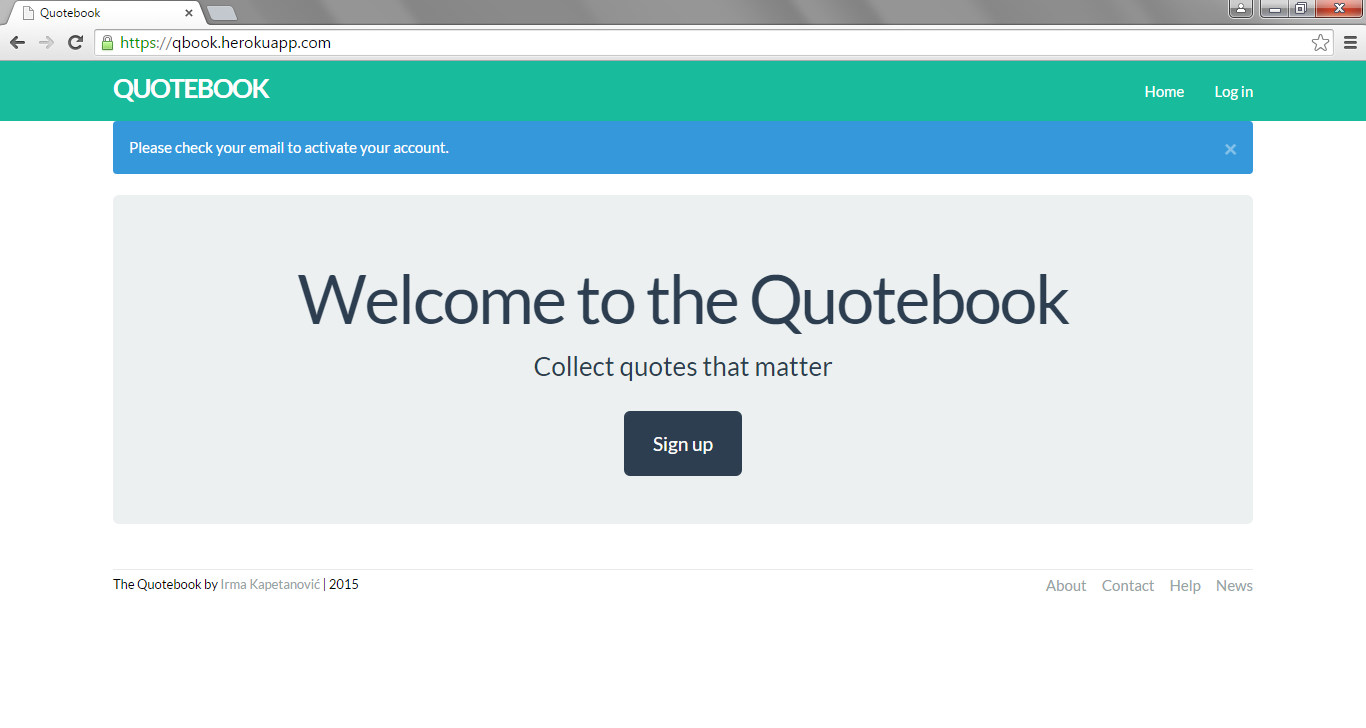 Quotebook
https://qbook.herokuapp.com
QUOTEBOOK
Home
Log in
Please check your email to activate your account.
×
Welcome to the Quotebook
Collect quotes that matter
Sign up
The Quotebook by Irma Kapetanović | 2015
About
Contact
Help
News